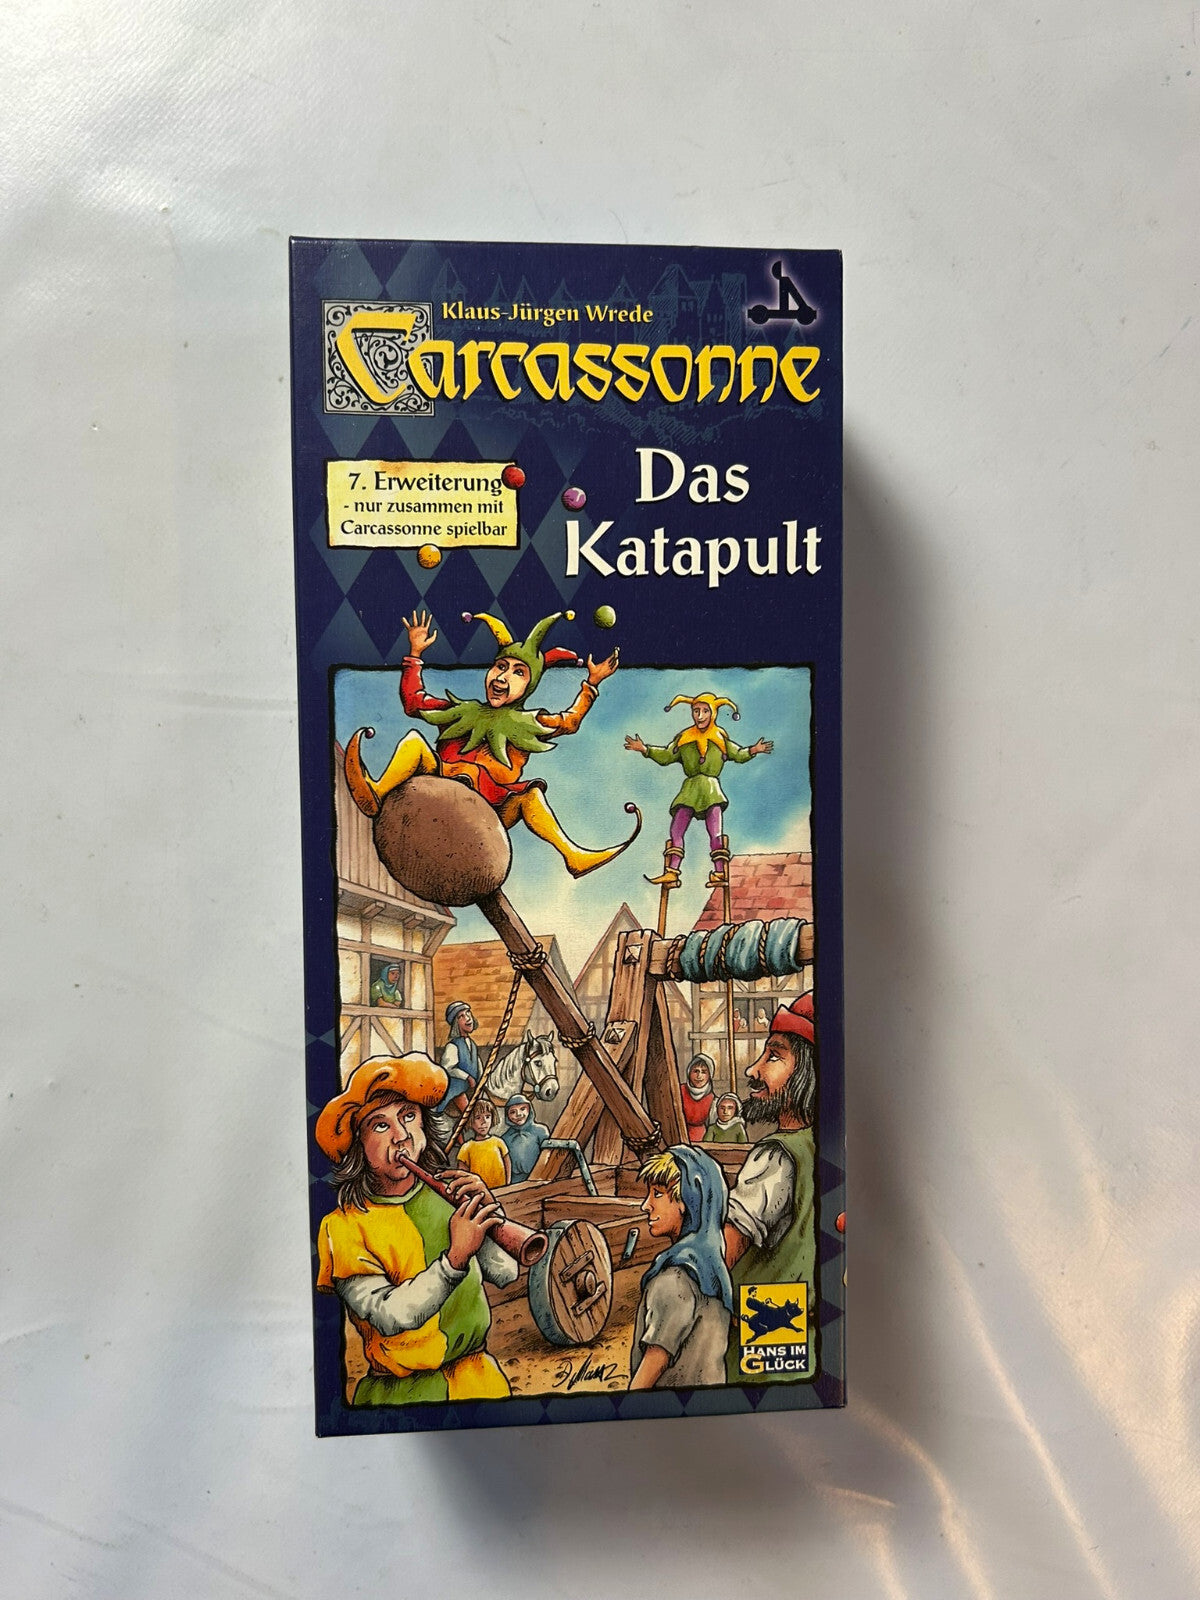 Klaus-Jürgen Wrede
Carcassonne
7. Erweiterung
- nur zusammen mit
Carcassonne spielbar
Das
Katapult
HANS IM
GLÜCK